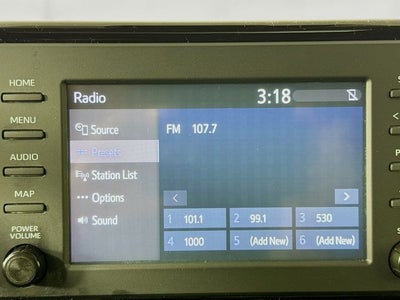 HOME
MENU
AUDIO
MAP
POWER
VOLUME
Radio 3:18
Source
Presets
Station List
Options
Sound
FM 107.7
< >
1 101.1 2 99.1 3 530
4 1000 5 (Add New) 6 (Add New)